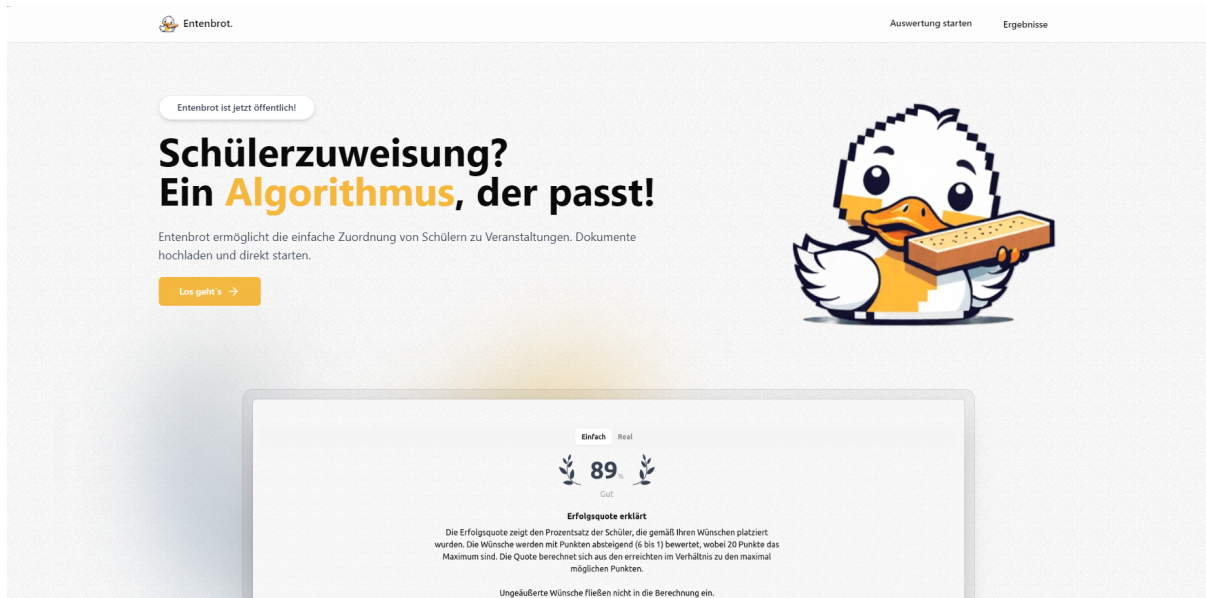 Entenbrot.
Auswertung starten
Ergebnisse
Entenbrot ist jetzt öffentlich!
Schülerzuweisung?
Ein Algorithmus, der passt!
Entenbrot ermöglicht die einfache Zuordnung von Schülern zu Veranstaltungen. Dokumente
hochladen und direkt starten.
Los geht`s →
Einfach Real
89%
Gut
Erfolgsquote erklärt
Die Erfolgsquote zeigt den Prozentsatz der Schüler, die gemäß Ihren Wünschen platziert
wurden. Die Wünsche werden mit Punkten absteigend (6 bis 1) bewertet, wobei 20 Punkte das
Maximum sind. Die Quote berechnet sich aus den erreichten im Verhältnis zu den maximal
möglichen Punkten.
Ungeäußerte Wünsche fließen nicht in die Berechnung ein.